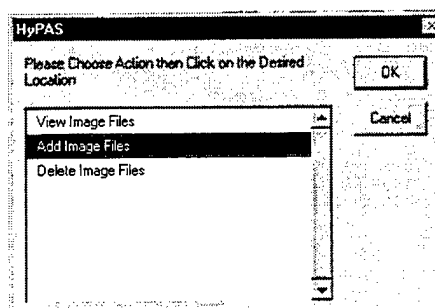 HyPAS
Please Choose Action then Click on the Desired
Location
OK
Cancel
View Image Files
Add Image Files
Delete Image Files